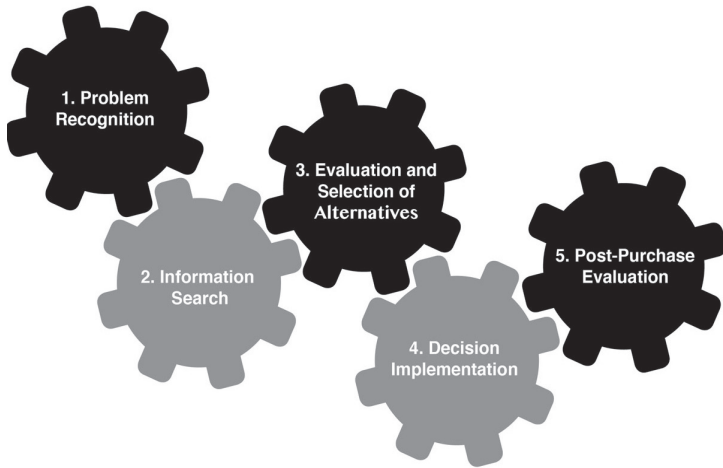 1. Problem
Recognition
2. Information
Search
3. Evaluation and
Selection of
Alternatives
4. Decision
Implementation
5. Post-Purchase
Evaluation